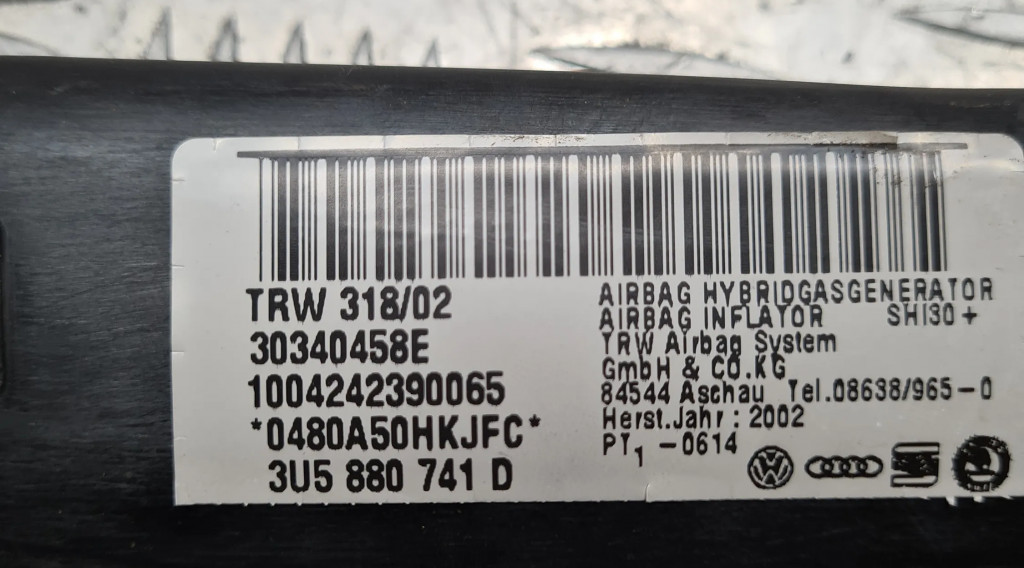 TRW 318/02
30340458E
1004242390065
*0480A50HKJFC*
3U5 880 741 D
AIRBAG HYBRIDGASGENERATOR
AIRBAG INFLATOR SHI30+
TRW Airbag System
GmbH & CO.KG
84544 Aschau Tel.08638/965-0
Herst.Jahr: 2002
PT1 -0614